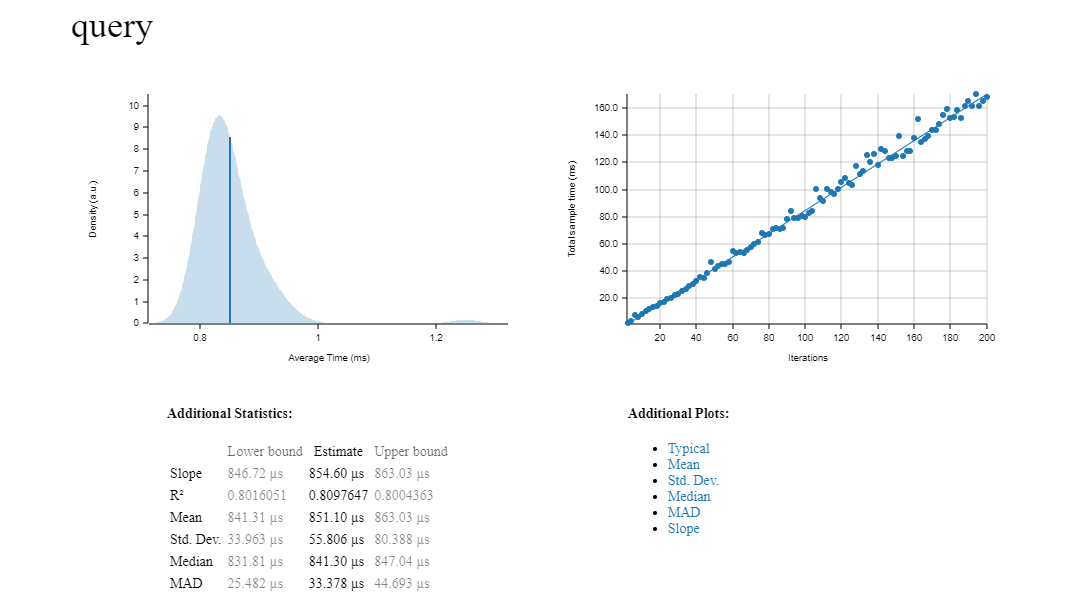 query
Density (a.u.)
10
9
8
7
6
5
4
3
2
1
0
0.8 1 1.2
Average Time (ms)
Total sample time (ms)
160.0
140.0
120.0
100.0
80.0
60.0
40.0
20.0
20 40 60 80 100 120 140 160 180 200
Iterations
Additional Statistics:
Lower bound Estimate Upper bound
Slope 846.72 µs 854.60 µs 863.03 µs
R² 0.8016051 0.8097647 0.8004363
Mean 841.31 µs 851.10 µs 863.03 µs
Std. Dev. 33.963 µs 55.806 µs 80.388 µs
Median 831.81 µs 841.30 µs 847.04 µs
MAD 25.482 µs 33.378 µs 44.693 µs
Additional Plots:
Typical
Mean
Std. Dev.
Median
MAD
Slope